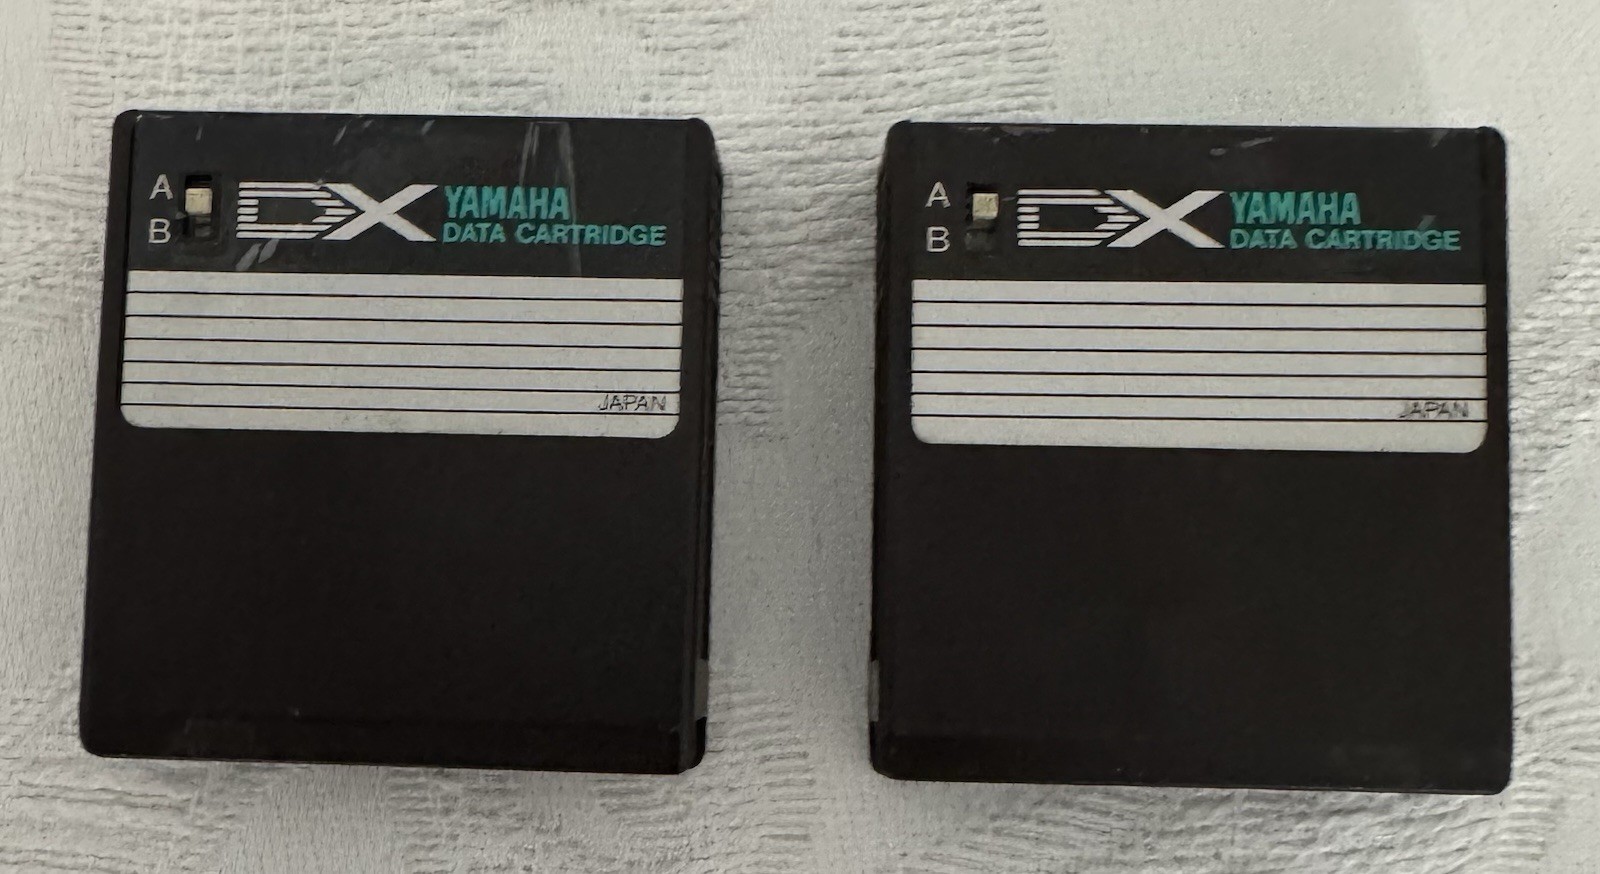 A
B
DX YAMAHA
DATA CARTRIDGE
JAPAN
A
B
DX YAMAHA
DATA CARTRIDGE
JAPAN